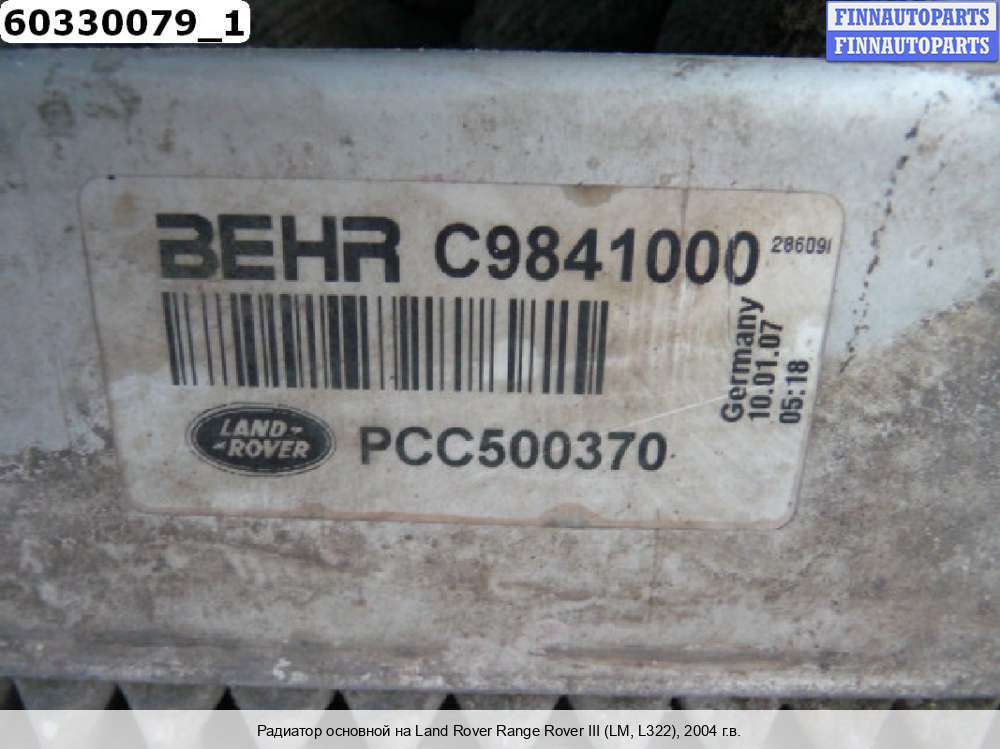 60330079_1
FINNAUTOPARTS
FINNAUTOPARTS
BEHR C9841000 286091
Germany
10.01.07
05:18
LAND-
ROVER
PCC500370
Радиатор основной на Land Rover Range Rover III (LM, L322), 2004 г.в.